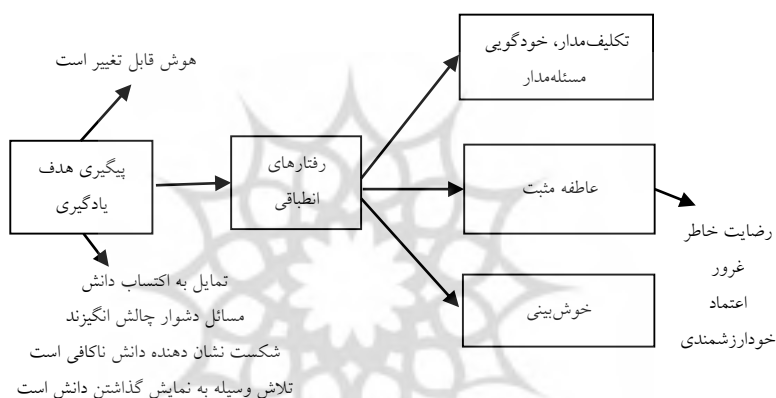 هوش قابل تغییر است
پیگیری هدف
یادگیری
تمایل به اکتساب دانش
مسائل دشوار چالش انگیزند
شکست نشان دهنده دانش ناکافی است
تلاش وسیله به نمایش گذاشتن دانش است
رفتارهای
انطباقی
تکلیف‌مدار، خودگویی
مسئله‌مدار
عاطفه مثبت
خوش‌بینی
رضایت خاطر
غرور
اعتماد
خودارزشمندی